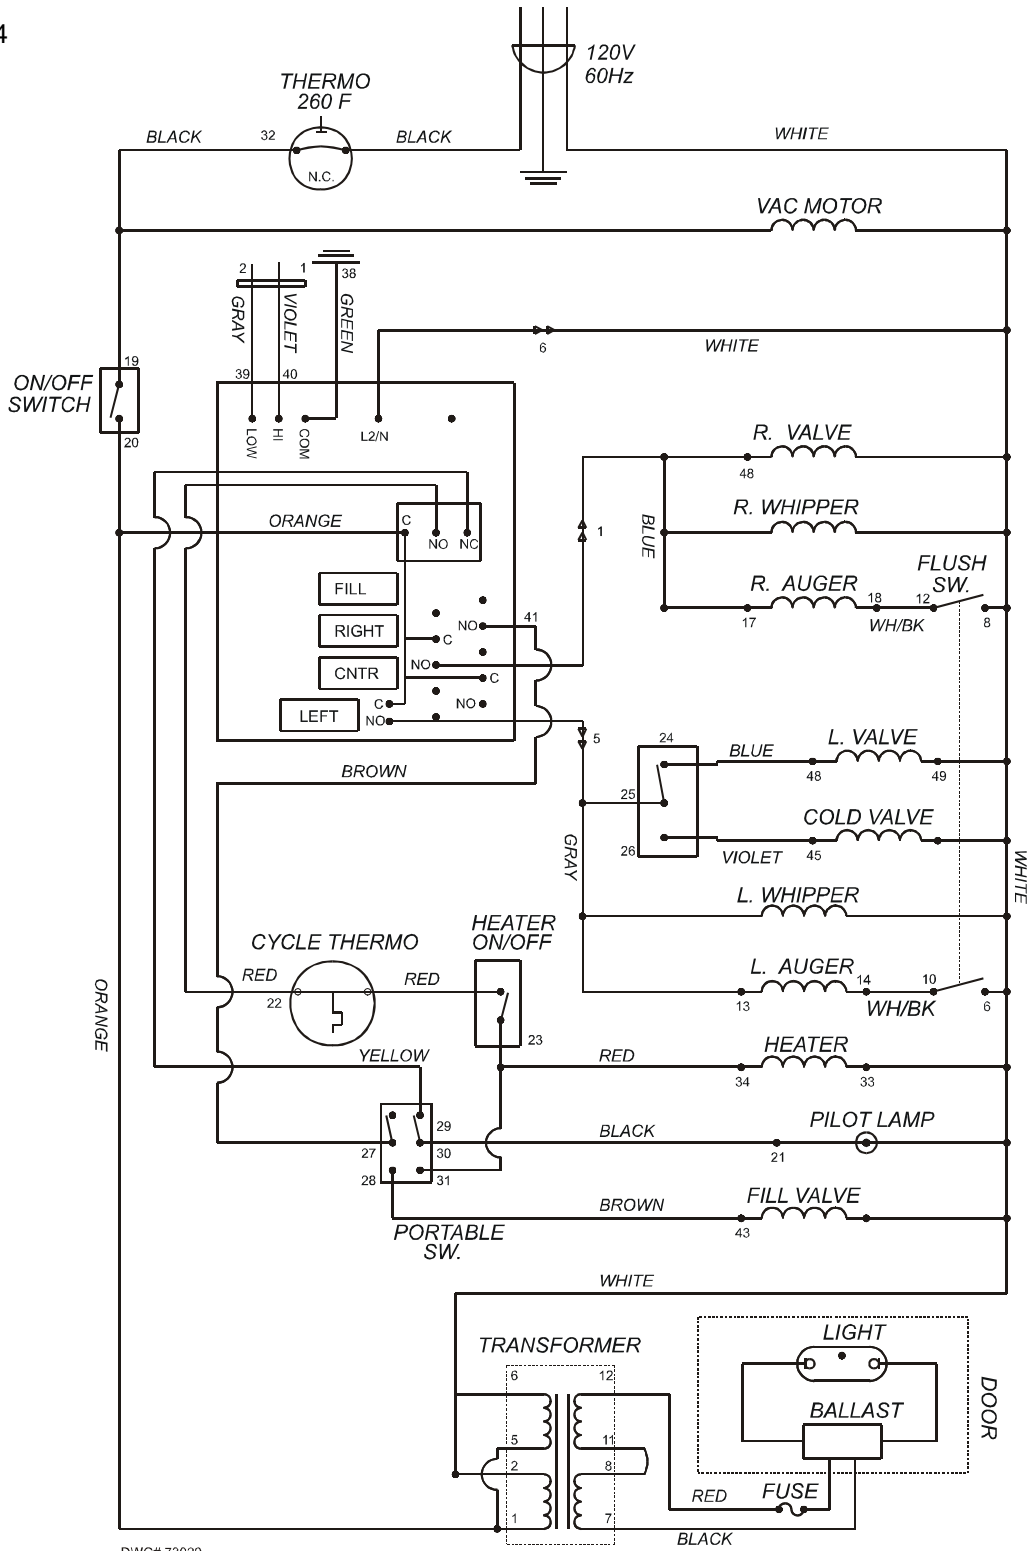 4
120V
60Hz
THERMO
260 F
BLACK
32
BLACK
WHITE
N.C.
VAC MOTOR
2
1
38
GRAY
VIOLET
GREEN
6
WHITE
19
ON/OFF
SWITCH
20
39
40
LOW
HI
COM
L2/N
R. VALVE
48
ORANGE
C
NO
NC
BLUE
1
R. WHIPPER
FILL
RIGHT
CNTR
LEFT
NO
41
C
NO
C
C
NO
NO
R. AUGER
17
18
WH/BK
12
FLUSH
SW.
8
5
24
BLUE
48
L. VALVE
49
25
26
VIOLET
45
COLD VALVE
BROWN
GRAY
WHITE
L. WHIPPER
CYCLE THERMO
HEATER
ON/OFF
RED
22
RED
23
L. AUGER
13
14
WH/BK
10
6
ORANGE
YELLOW
RED
34
HEATER
33
29
27
30
28
31
BLACK
21
PILOT LAMP
PORTABLE
SW.
BROWN
43
FILL VALVE
WHITE
TRANSFORMER
6
12
5
11
2
8
1
7
LIGHT
BALLAST
DOOR
RED
FUSE
BLACK